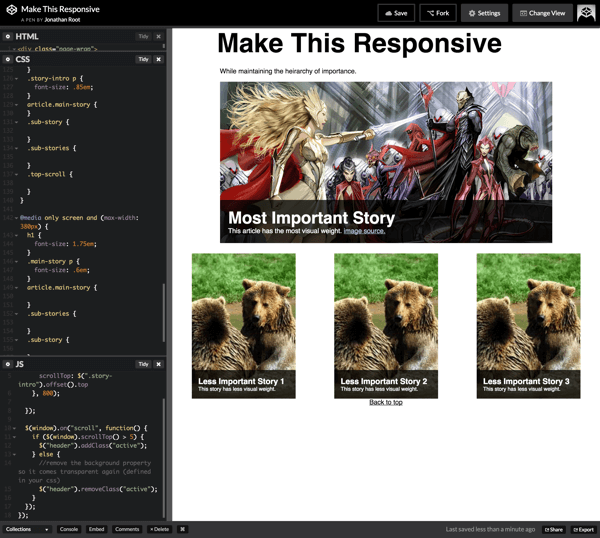 Make This Responsive
A PEN BY Jonathan Root
Save
Fork
Settings
Change View
HTML
Tidy
<div class="page-wrap">
CSS
Tidy
}
.story-intro p {
font-size: .85em;
}
article.main-story {
}
.sub-story {
}
.sub-stories {
}
.top-scroll {
}
}
@media only screen and (max-width:
380px) {
h1 {
font-size: 1.75em;
}
.main-story p {
font-size: .6em;
}
article.main-story {
}
.sub-stories {
}
.sub-story {
JS
Tidy
scrollTop: $(".story-
intro").offset().top
}, 800);
});
$(window).on("scroll", function() {
if ($(window).scrollTop() > 5) {
$("header").addClass("active");
} else {
//remove the background property
so it comes transparent again (defined
in your css)
$("header").removeClass("active");
}
});
});
Make This Responsive
While maintaining the heirarchy of importance.
Most Important Story
This article has the most visual weight. image source.
Less Important Story 1
This story has less visual weight.
Less Important Story 2
This story has less visual weight.
Less Important Story 3
This story has less visual weight.
Back to top
Collections
Console
Embed
Comments
Delete
⌘
Last saved less than a minute ago
Share
Export